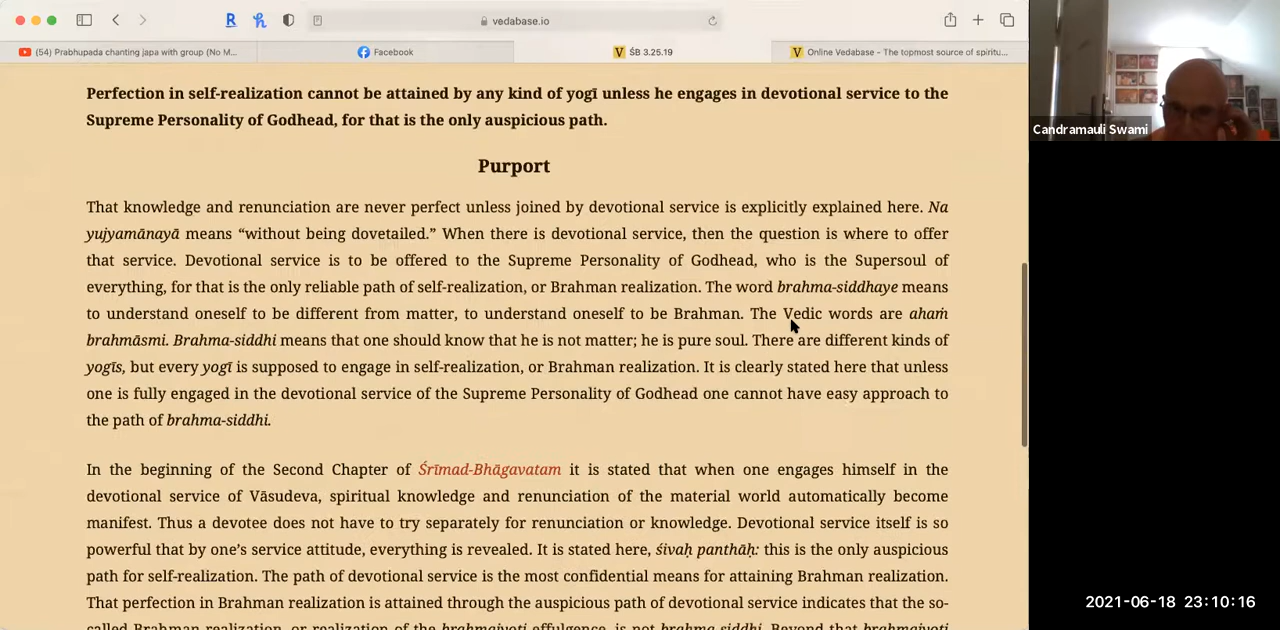 vedabase.io
(54) Prabhupada chanting japa with group (No M...
Facebook
ŚB 3.25.19
Online Vedabase - The topmost source of spiritu...
Perfection in self-realization cannot be attained by any kind of yogī unless he engages in devotional service to the
Supreme Personality of Godhead, for that is the only auspicious path.
Purport
That knowledge and renunciation are never perfect unless joined by devotional service is explicitly explained here. Na
yujyamānayā means “without being dovetailed.” When there is devotional service, then the question is where to offer
that service. Devotional service is to be offered to the Supreme Personality of Godhead, who is the Supersoul of
everything, for that is the only reliable path of self-realization, or Brahman realization. The word brahma-siddhaye means
to understand oneself to be different from matter, to understand oneself to be Brahman. The Vedic words are ahaṁ
brahmāsmi. Brahma-siddhi means that one should know that he is not matter; he is pure soul. There are different kinds of
yogīs, but every yogī is supposed to engage in self-realization, or Brahman realization. It is clearly stated here that unless
one is fully engaged in the devotional service of the Supreme Personality of Godhead one cannot have easy approach to
the path of brahma-siddhi.
In the beginning of the Second Chapter of Śrīmad-Bhāgavatam it is stated that when one engages himself in the
devotional service of Vāsudeva, spiritual knowledge and renunciation of the material world automatically become
manifest. Thus a devotee does not have to try separately for renunciation or knowledge. Devotional service itself is so
powerful that by one’s service attitude, everything is revealed. It is stated here, śivaḥ panthāḥ: this is the only auspicious
path for self-realization. The path of devotional service is the most confidential means for attaining Brahman realization.
That perfection in Brahman realization is attained through the auspicious path of devotional service indicates that the so-
called Brahman realization, or realization of the brahmajyoti effulgence, is not brahma-siddhi. Beyond that brahmajyoti
Candramauli Swami
2021-06-18 23:10:16